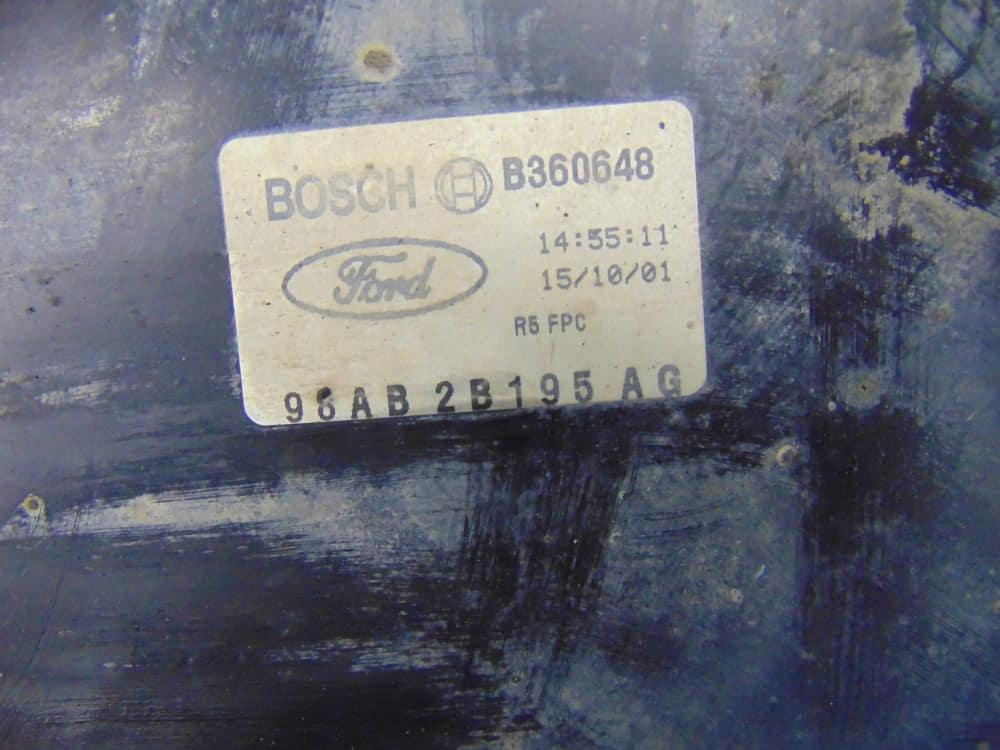 BOSCH B360648
14:55:11
Ford
15/10/01
R5 FPC
98AB 2B195 AG